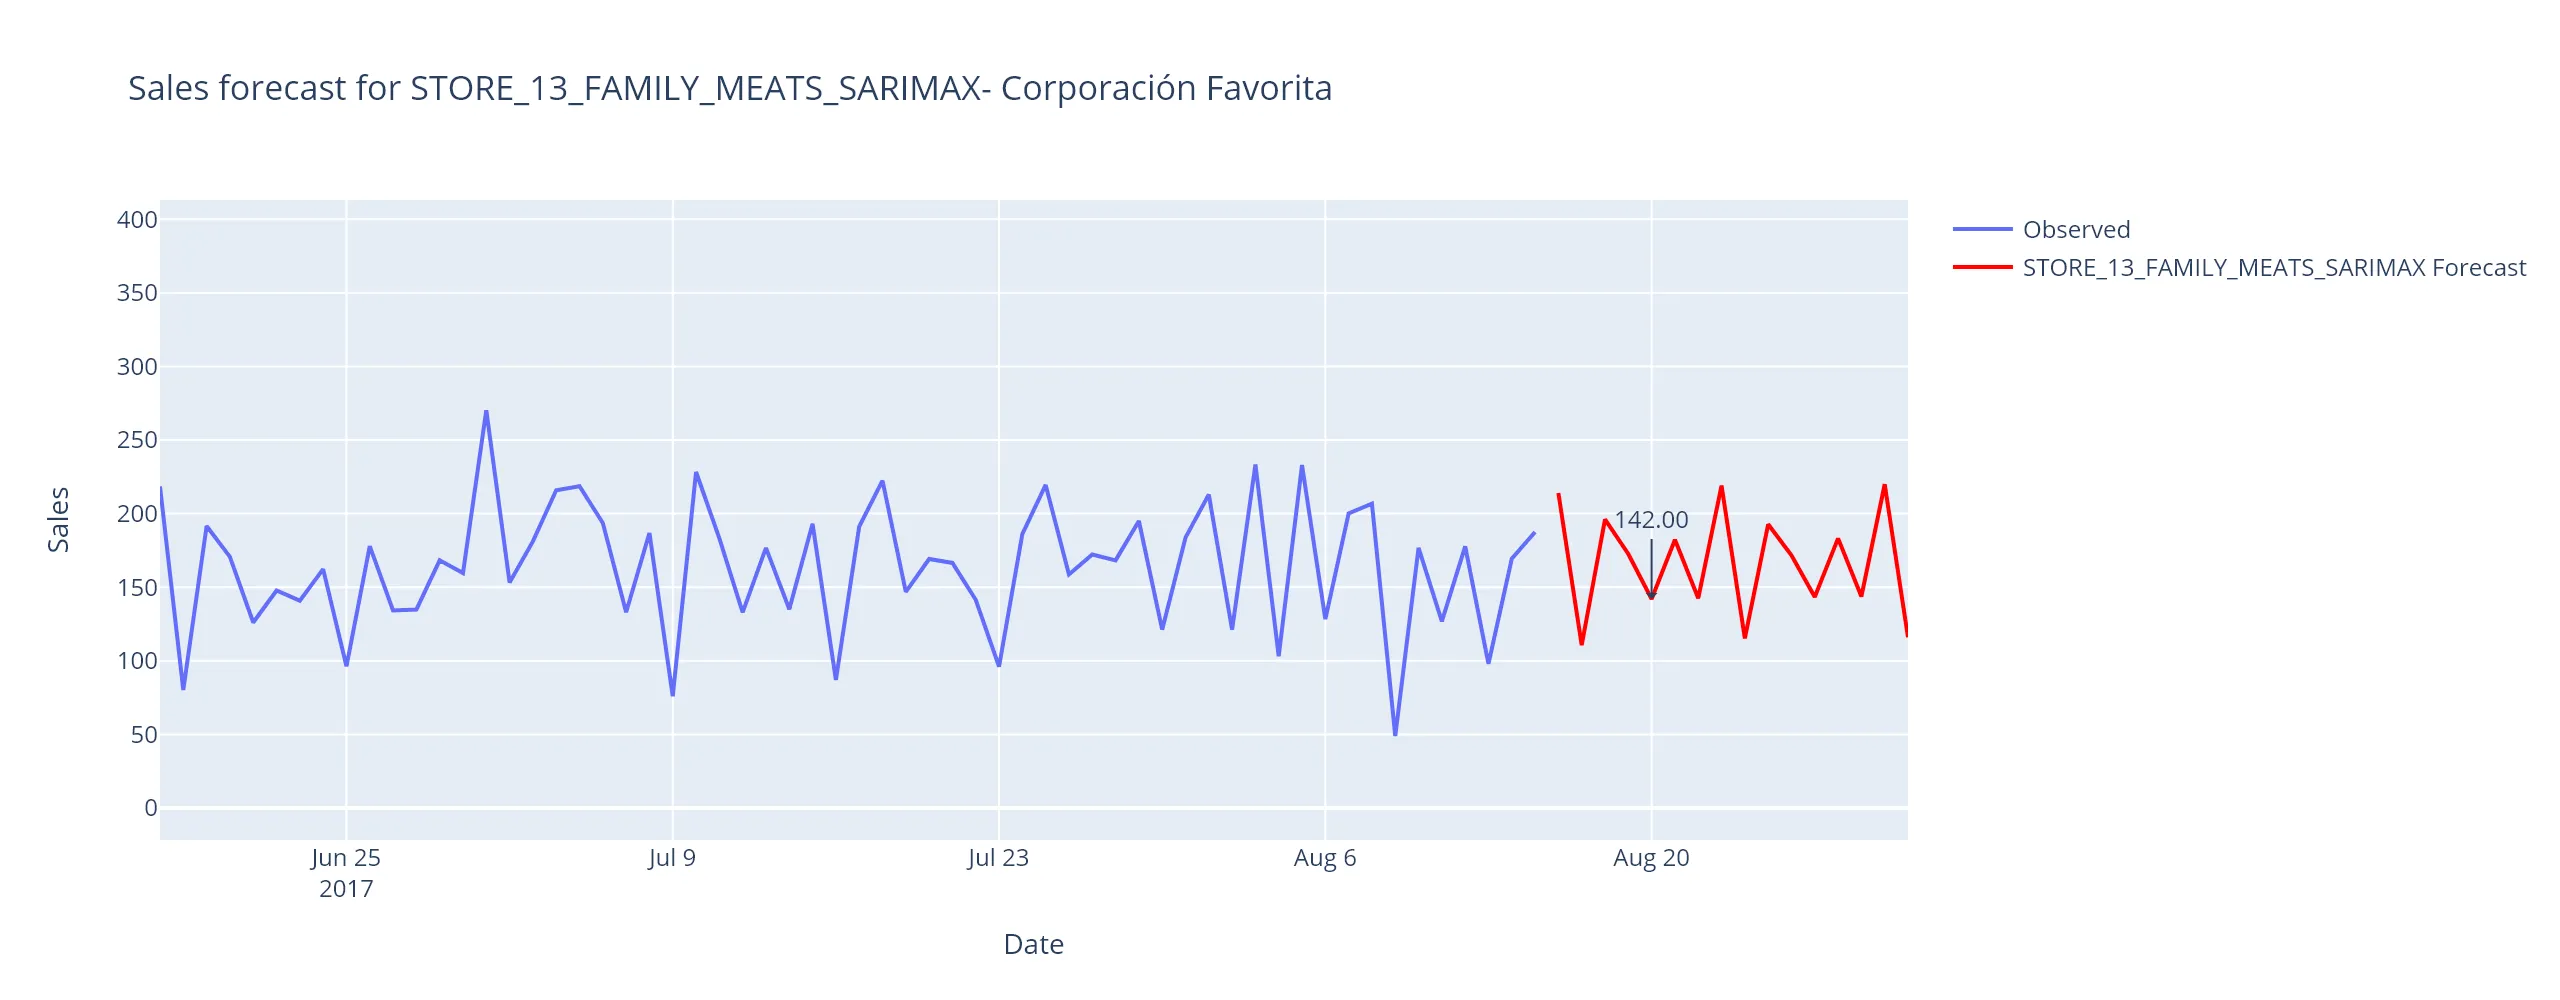 Sales forecast for STORE_13_FAMILY_MEATS_SARIMAX- Corporación Favorita
400
350
300
250
200
150
100
50
0
Sales
142.00
Jun 25
2017
Jul 9
Jul 23
Aug 6
Aug 20
Date
Observed
STORE_13_FAMILY_MEATS_SARIMAX Forecast